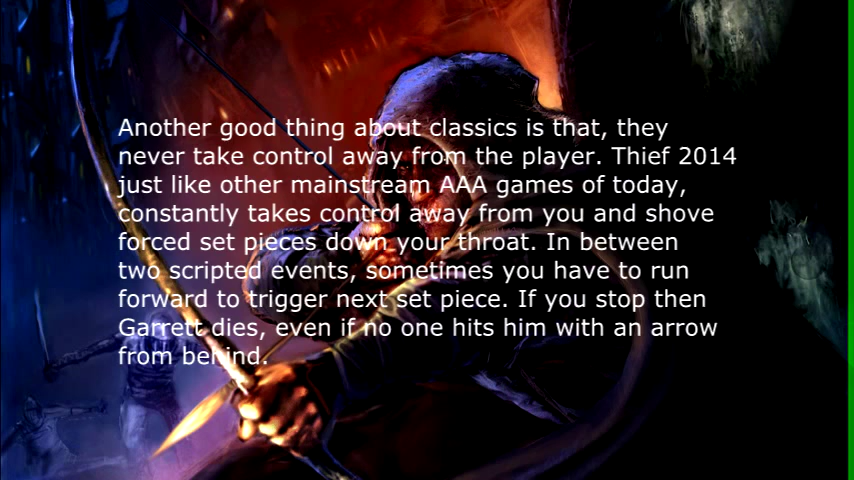 Another good thing about classics is that, they
never take control away from the player. Thief 2014
just like other mainstream AAA games of today,
constantly takes control away from you and shove
forced set pieces down your throat. In between
two scripted events, sometimes you have to run
forward to trigger next set piece. If you stop then
Garrett dies, even if no one hits him with an arrow
from behind.